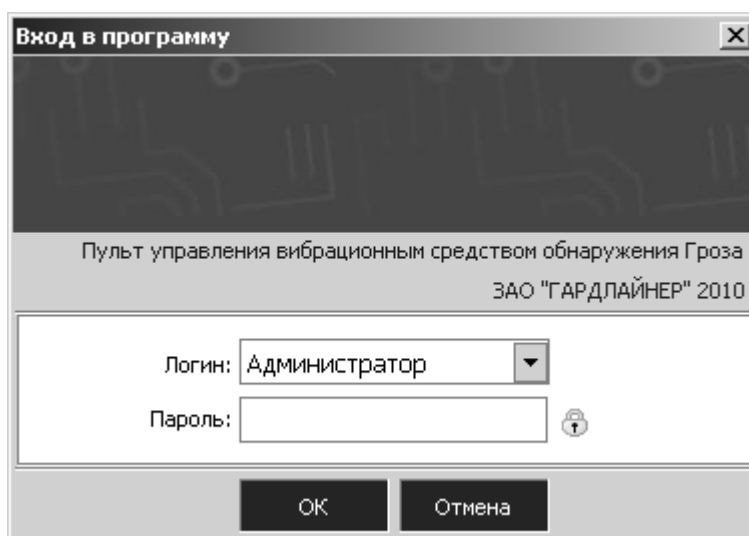 Вход в программу
Пульт управления вибрационным средством обнаружения Гроза
ЗАО "ГАРДЛАЙНЕР" 2010
Логин: Администратор
Пароль:
ОК Отмена